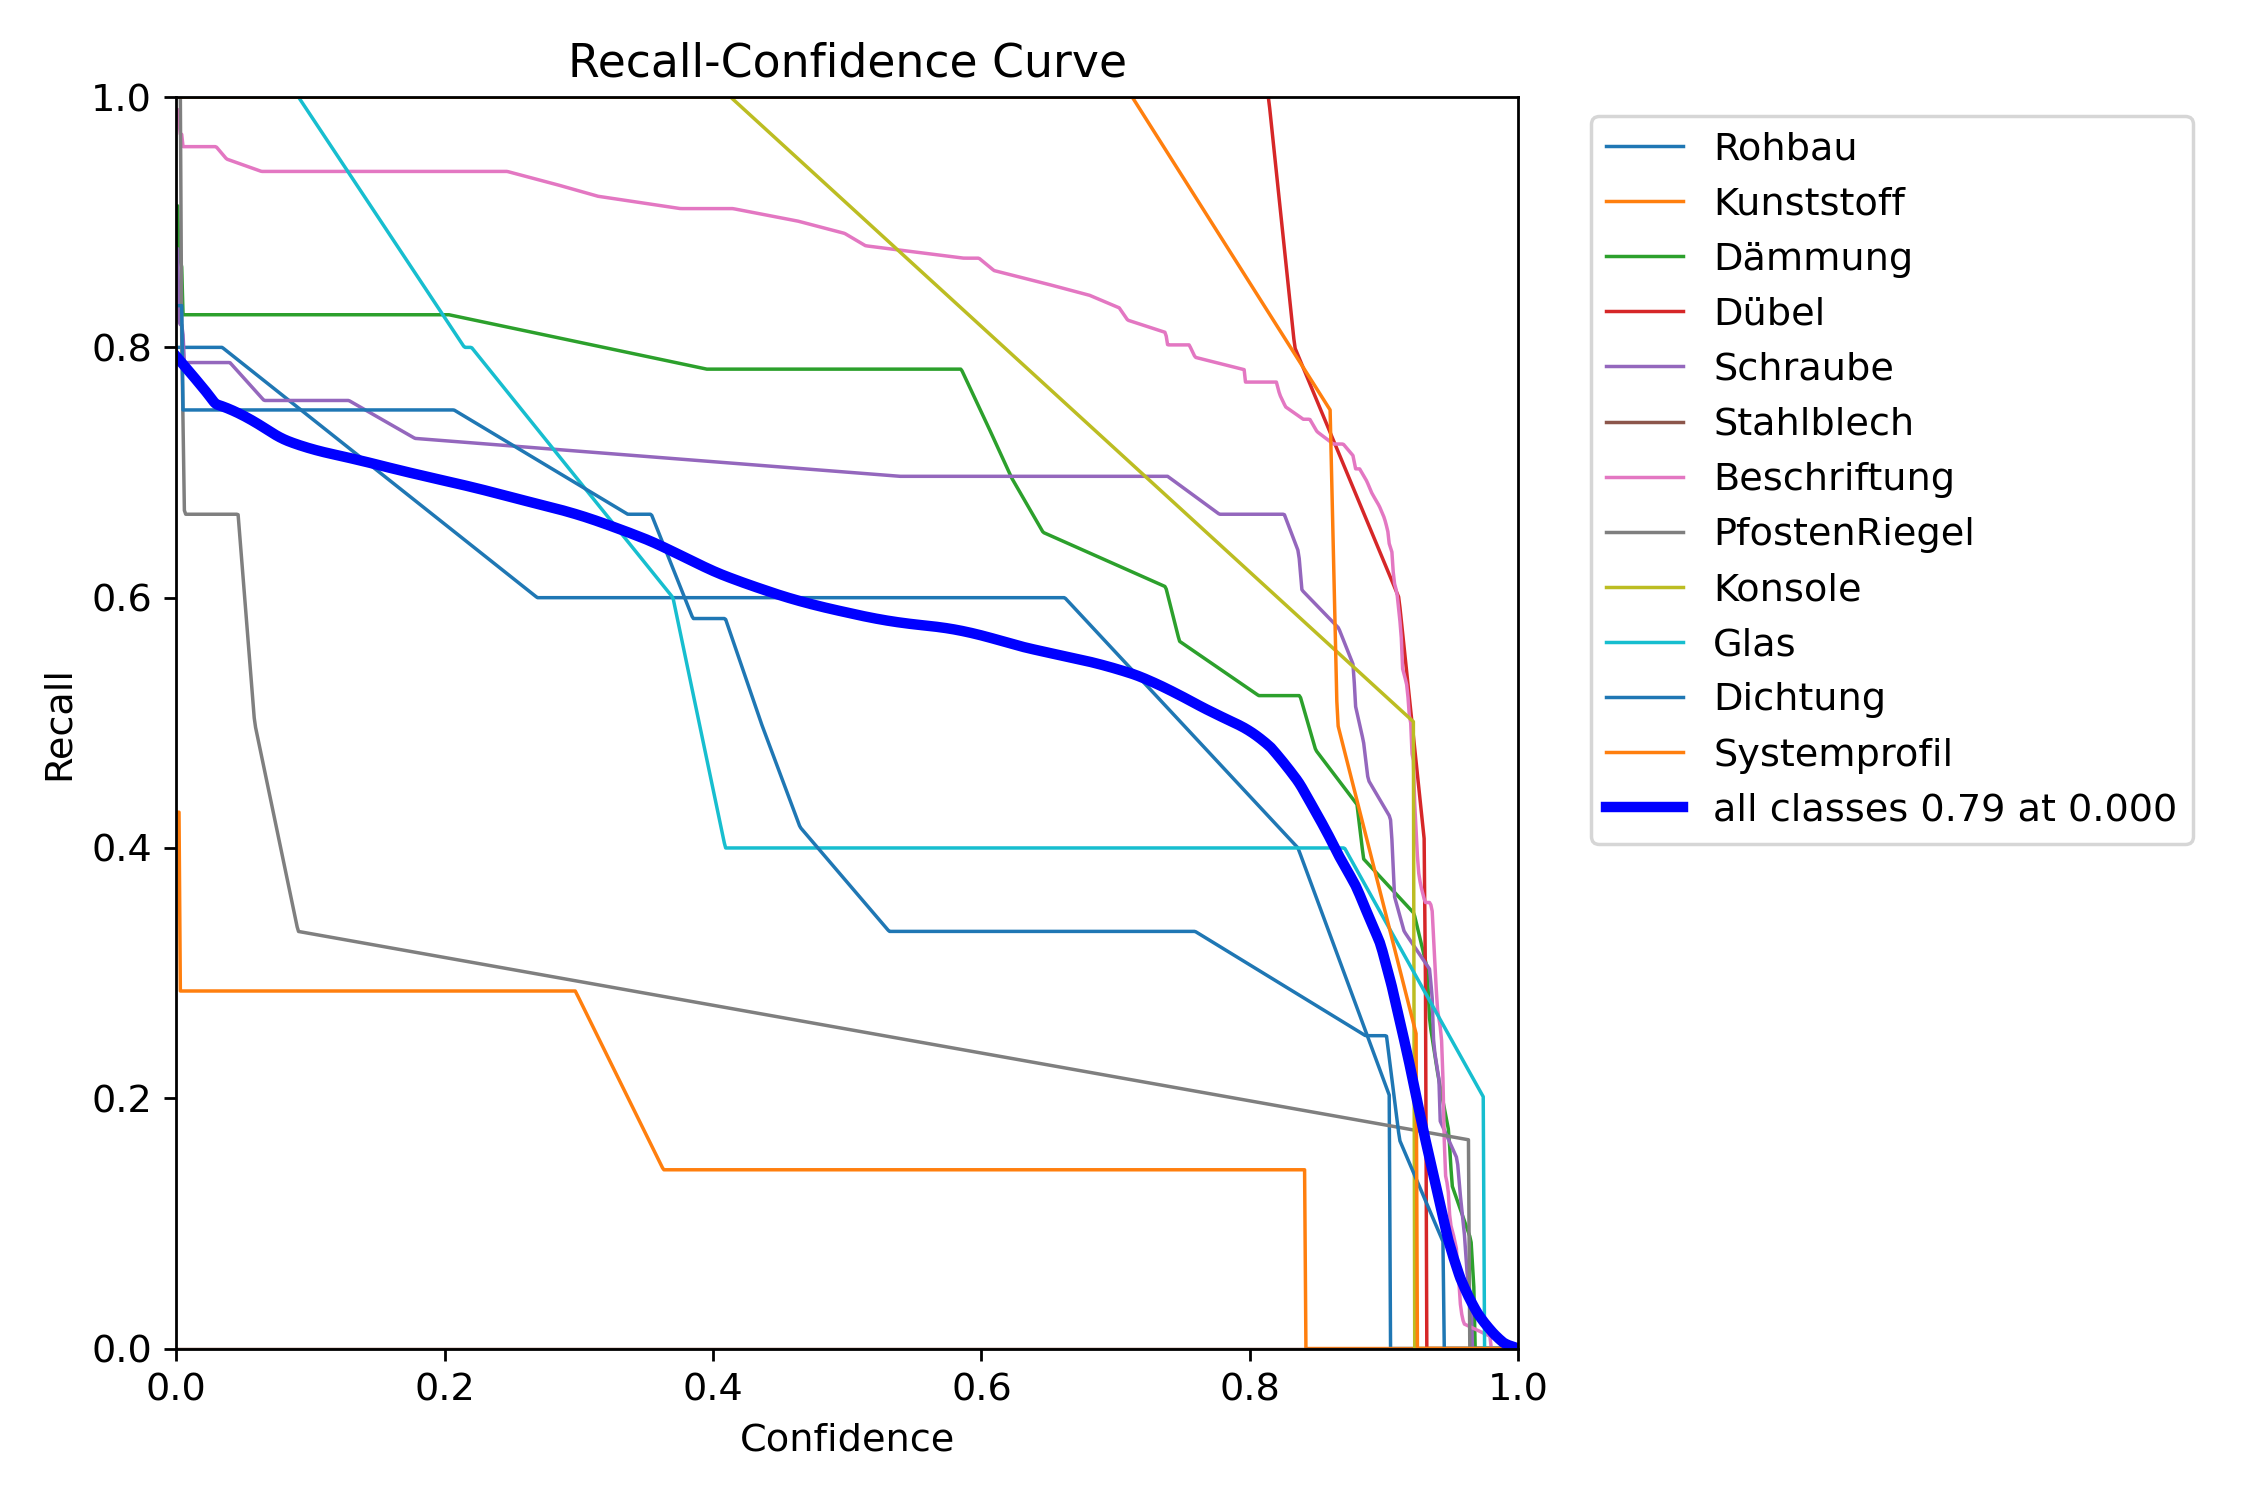 Recall-Confidence Curve
1.0
0.8
0.6
0.4
0.2
0.0
Recall
0.0 0.2 0.4 0.6 0.8 1.0
Confidence
Rohbau
Kunststoff
Dämmung
Dübel
Schraube
Stahlblech
Beschriftung
PfostenRiegel
Konsole
Glas
Dichtung
Systemprofil
all classes 0.79 at 0.000